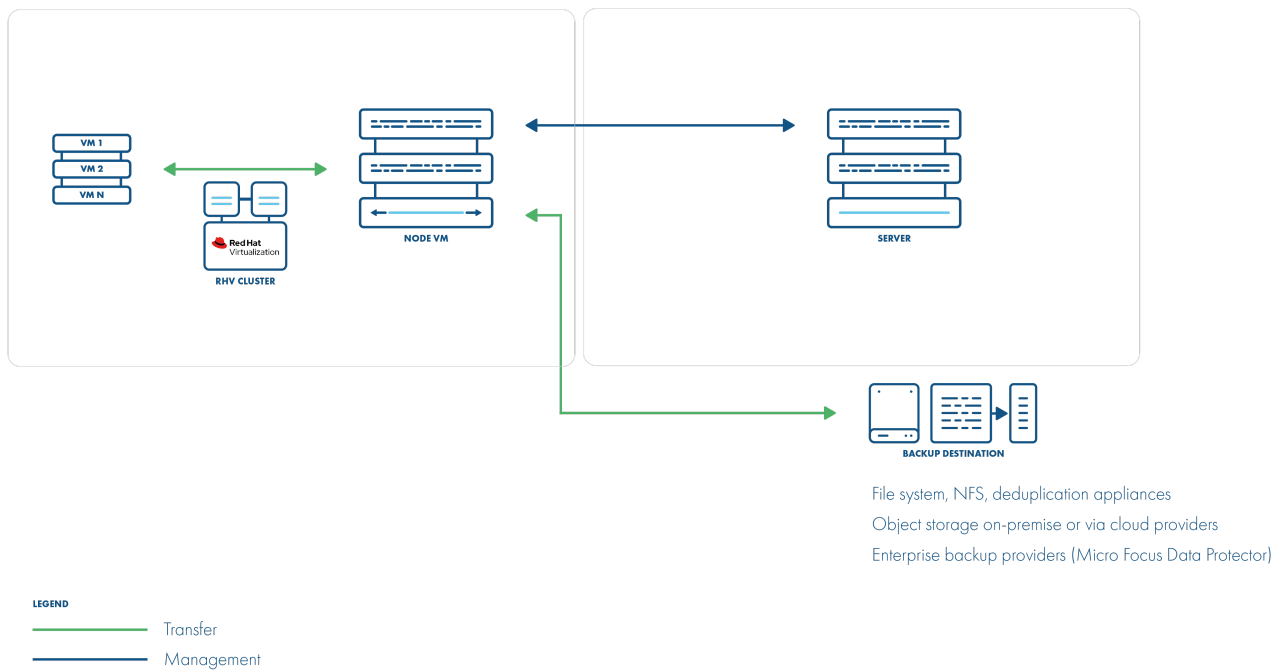 VM 1
VM 2
VM N
Red Hat
Virtualization
RHV CLUSTER
NODE VM
SERVER
BACKUP DESTINATION
File system, NFS, deduplication appliances
Object storage on-premise or via cloud providers
Enterprise backup providers (Micro Focus Data Protector)
LEGEND
Transfer
Management